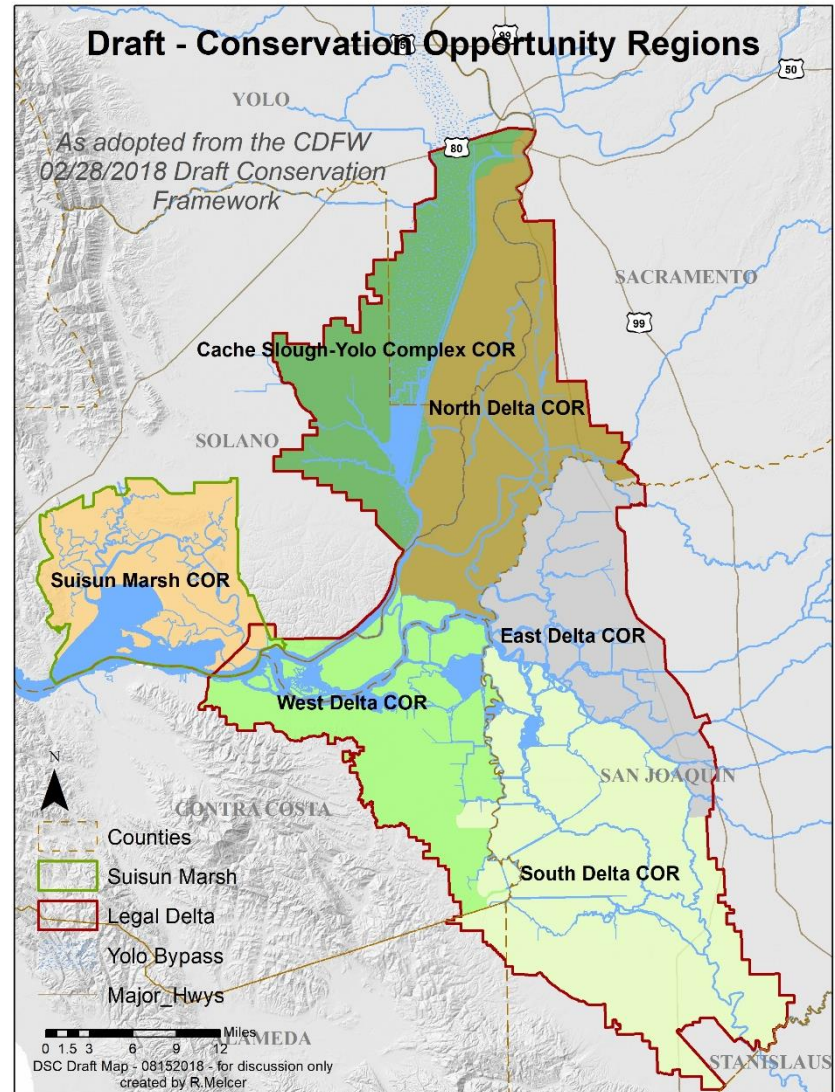 Draft - Conservation Opportunity Regions
99
50
YOLO
As adopted from the CDFW
02/28/2018 Draft Conservation
Framework
80
SACRAMENTO
99
Cache Slough-Yolo Complex COR
North Delta COR
SOLANO
Suisun Marsh COR
East Delta COR
West Delta COR
SAN JOAQUIN
N
CONTRA COSTA
Counties
Suisun Marsh
South Delta COR
Legal Delta
Yolo Bypass
Major_Hwys
Miles
0 1.5 3 6 9 12
ALAMEDA
DSC Draft Map - 08152018 - for discussion only
created by R.Melcer
STANISLAUS